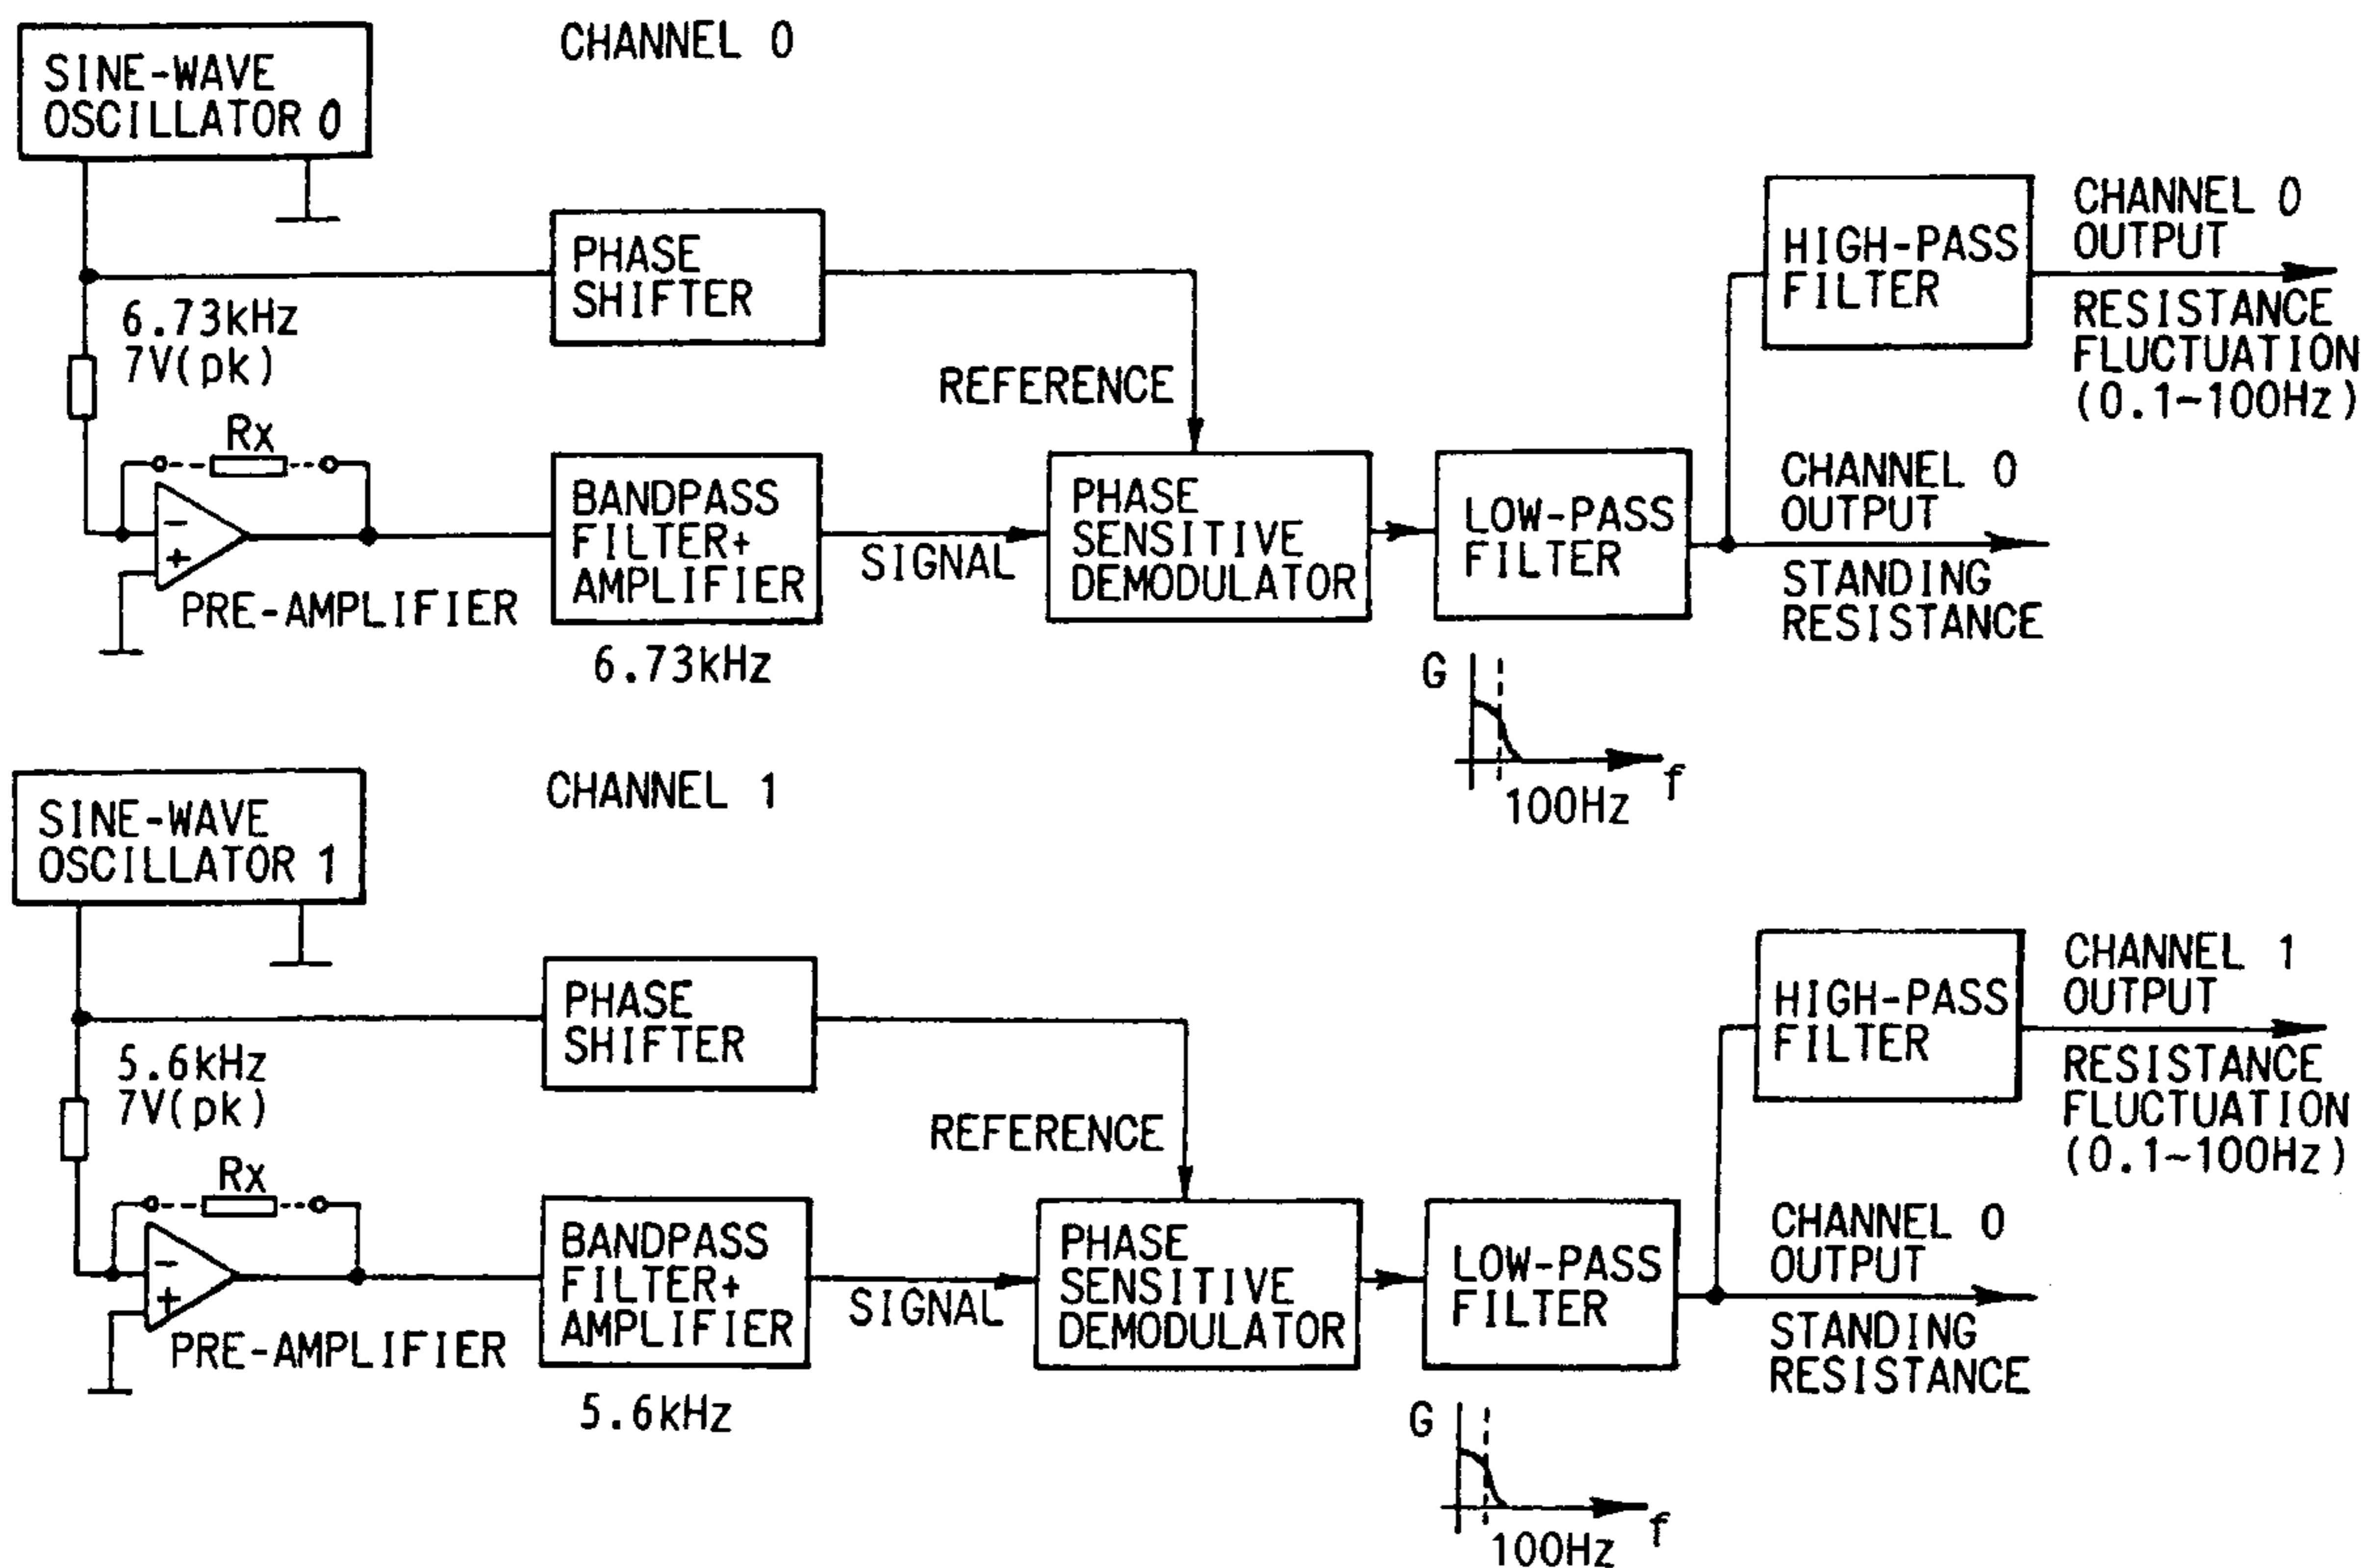 CHANNEL 0
SINE-WAVE
OSCILLATOR 0
PHASE
SHIFTER
6.73kHz
7V(pk)
REFERENCE
HIGH-PASS
FILTER
CHANNEL 0
OUTPUT
RESISTANCE
FLUCTUATION
(0.1~100Hz)
Rx
-
+
PRE-AMPLIFIER
BANDPASS
FILTER+
AMPLIFIER
6.73kHz
SIGNAL
PHASE
SENSITIVE
DEMODULATOR
LOW-PASS
FILTER
CHANNEL 0
OUTPUT
STANDING
RESISTANCE
G
f
100Hz
CHANNEL 1
SINE-WAVE
OSCILLATOR 1
PHASE
SHIFTER
5.6kHz
7V(pk)
REFERENCE
HIGH-PASS
FILTER
CHANNEL 1
OUTPUT
RESISTANCE
FLUCTUATION
(0.1~100Hz)
Rx
-
+
PRE-AMPLIFIER
BANDPASS
FILTER+
AMPLIFIER
5.6kHz
SIGNAL
PHASE
SENSITIVE
DEMODULATOR
LOW-PASS
FILTER
CHANNEL 0
OUTPUT
STANDING
RESISTANCE
G
f
100Hz